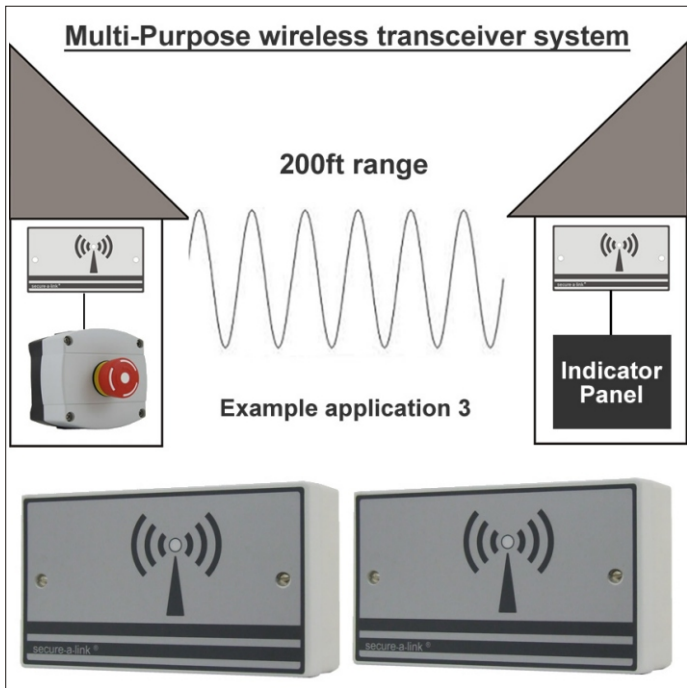 Multi-Purpose wireless transceiver system
200ft range
secure-a-link ®
secure-a-link ®
Indicator
Panel
Example application 3
secure-a-link ®
secure-a-link ®